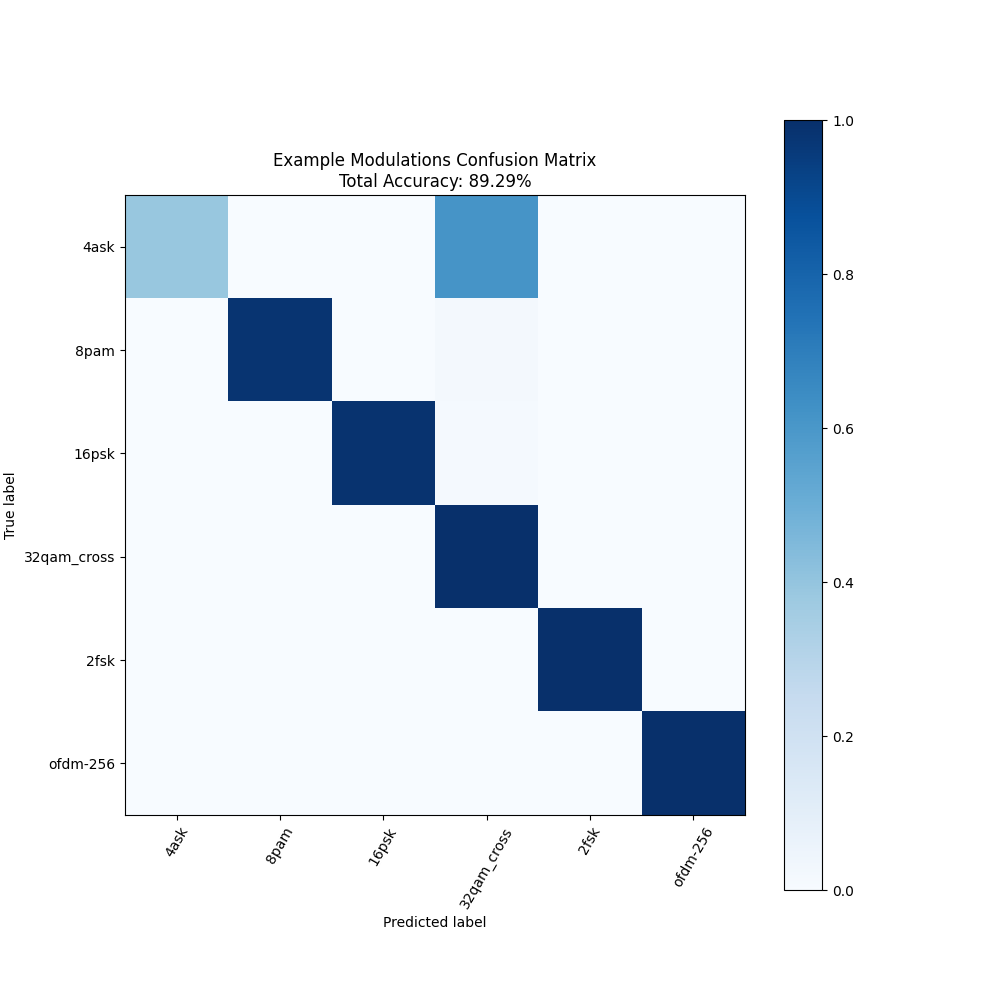 Example Modulations Confusion Matrix
Total Accuracy: 89.29%
True label
4ask
8pam
16psk
32qam_cross
2fsk
ofdm-256
4ask
8pam
16psk
32qam_cross
2fsk
ofdm-256
Predicted label
1.0
0.8
0.6
0.4
0.2
0.0